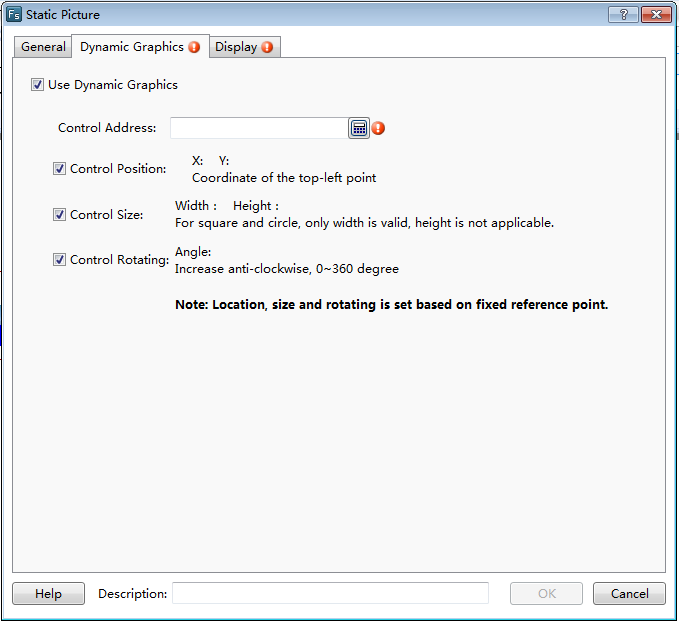 Fs Static Picture
General Dynamic Graphics Display
Use Dynamic Graphics
Control Address:
Control Position: X: Y:
Coordinate of the top-left point
Control Size: Width : Height :
For square and circle, only width is valid, height is not applicable.
Control Rotating: Angle:
Increase anti-clockwise, 0~360 degree
Note: Location, size and rotating is set based on fixed reference point.
Help Description: OK Cancel